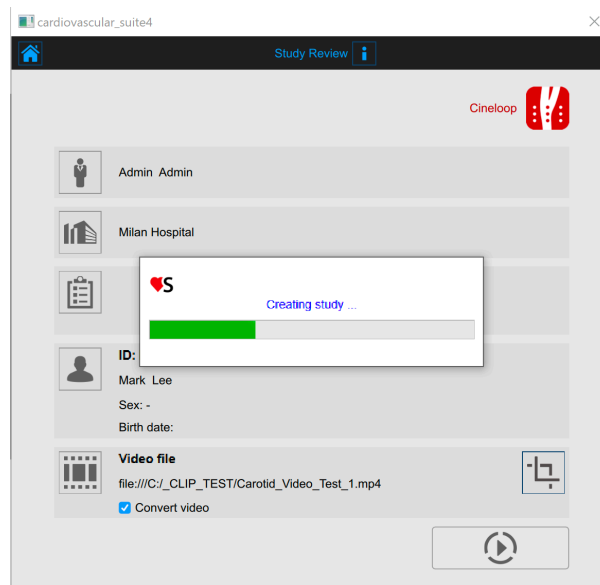 cardiovascular_suite4
Study Review
Cineloop
Admin Admin
Milan Hospital
S
Creating study ...
ID:
Mark Lee
Sex: -
Birth date:
Video file
file:///C:/_CLIP_TEST/Carotid_Video_Test_1.mp4
Convert video